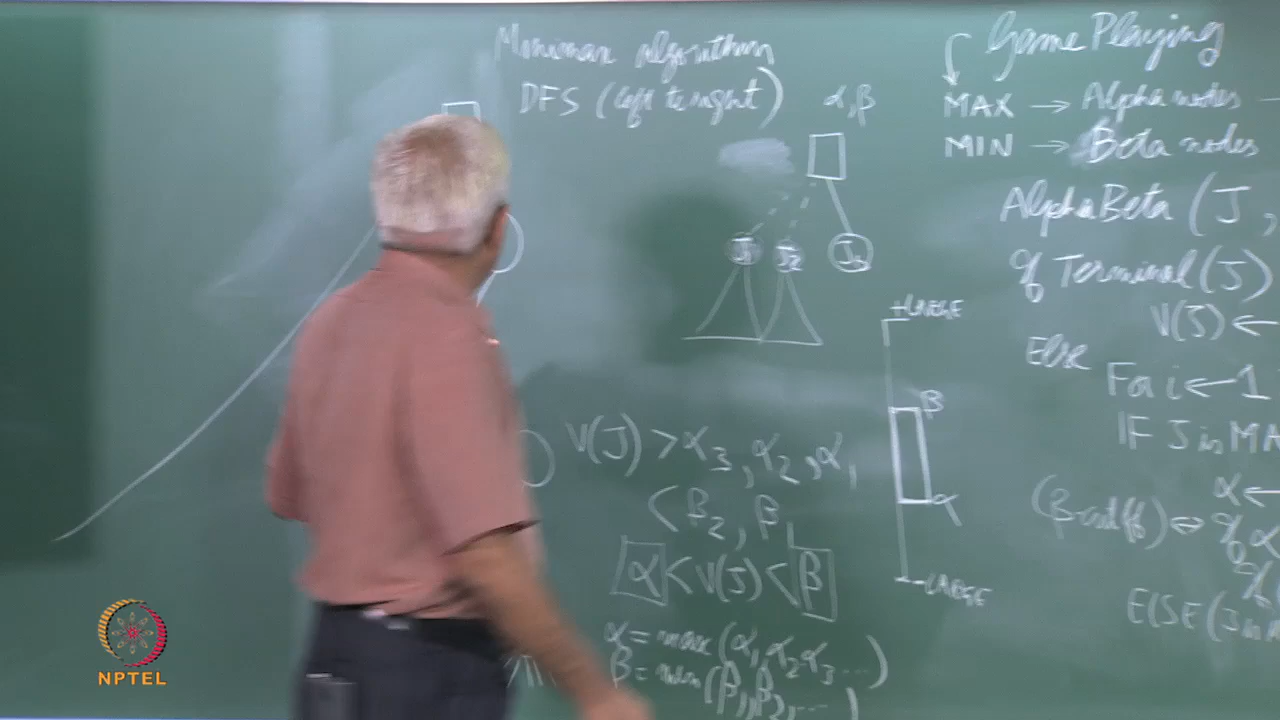 Minimax algorithm
DFS (left to right)
α, β
J1 J2
+LARGE
β
α
-LARGE
V(J) > α3, α2, α1
< β2, β1
α < V(J) < β
α = max(α1, α2 α3 ...)
β = min(β1, β2, ...)
Game Playing
MAX → Alpha nodes
MIN → Beta nodes
AlphaBeta (J,
if Terminal(J)
V(J) ←
Else
For i ← 1
IF J is MA
α ←
ELSE (J is M
NPTEL